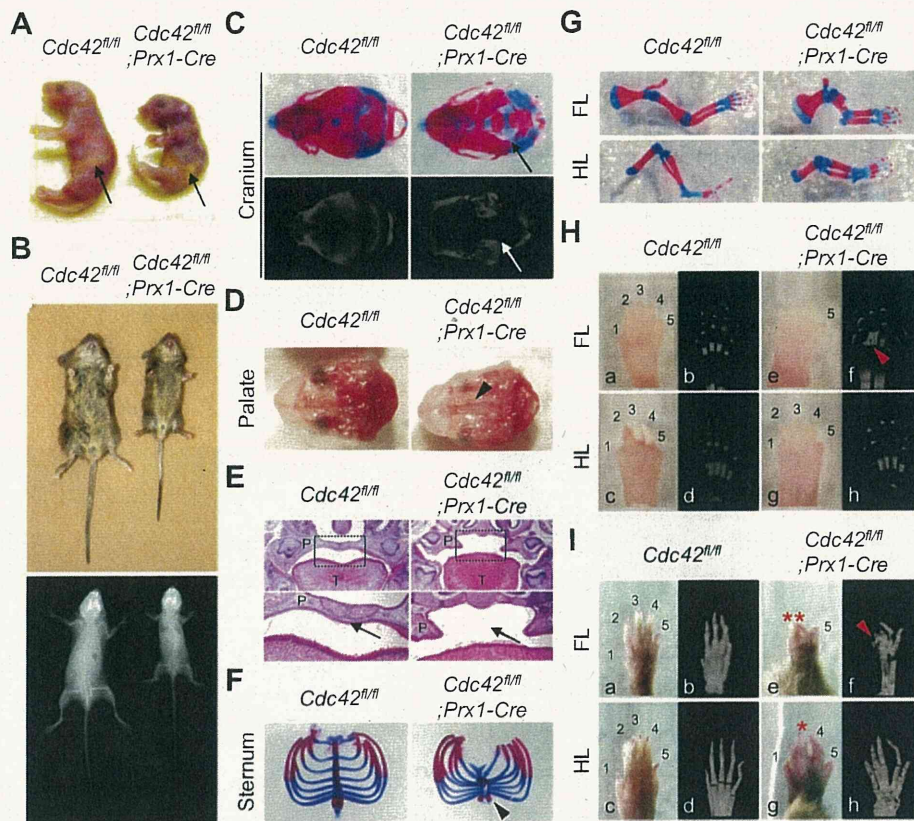 A
Cdc42fl/fl
Cdc42fl/fl
;Prx1-Cre
B
Cdc42fl/fl
Cdc42fl/fl
;Prx1-Cre
C
Cdc42fl/fl
Cdc42fl/fl
;Prx1-Cre
Cranium
D
Cdc42fl/fl
Cdc42fl/fl
;Prx1-Cre
Palate
E
Cdc42fl/fl
Cdc42fl/fl
;Prx1-Cre
P
T
P
P
T
P
F
Cdc42fl/fl
Cdc42fl/fl
;Prx1-Cre
Sternum
G
Cdc42fl/fl
Cdc42fl/fl
;Prx1-Cre
FL
HL
H
Cdc42fl/fl
Cdc42fl/fl
;Prx1-Cre
FL
1 2 3 4 5
a b
5
e f
HL
1 2 3 4 5
c d
1 2 3 4 5
g h
I
Cdc42fl/fl
Cdc42fl/fl
;Prx1-Cre
FL
1 2 3 4 5
a b
** 5
e f
HL
1 2 3 4 5
c d
1 * 4 5
g h